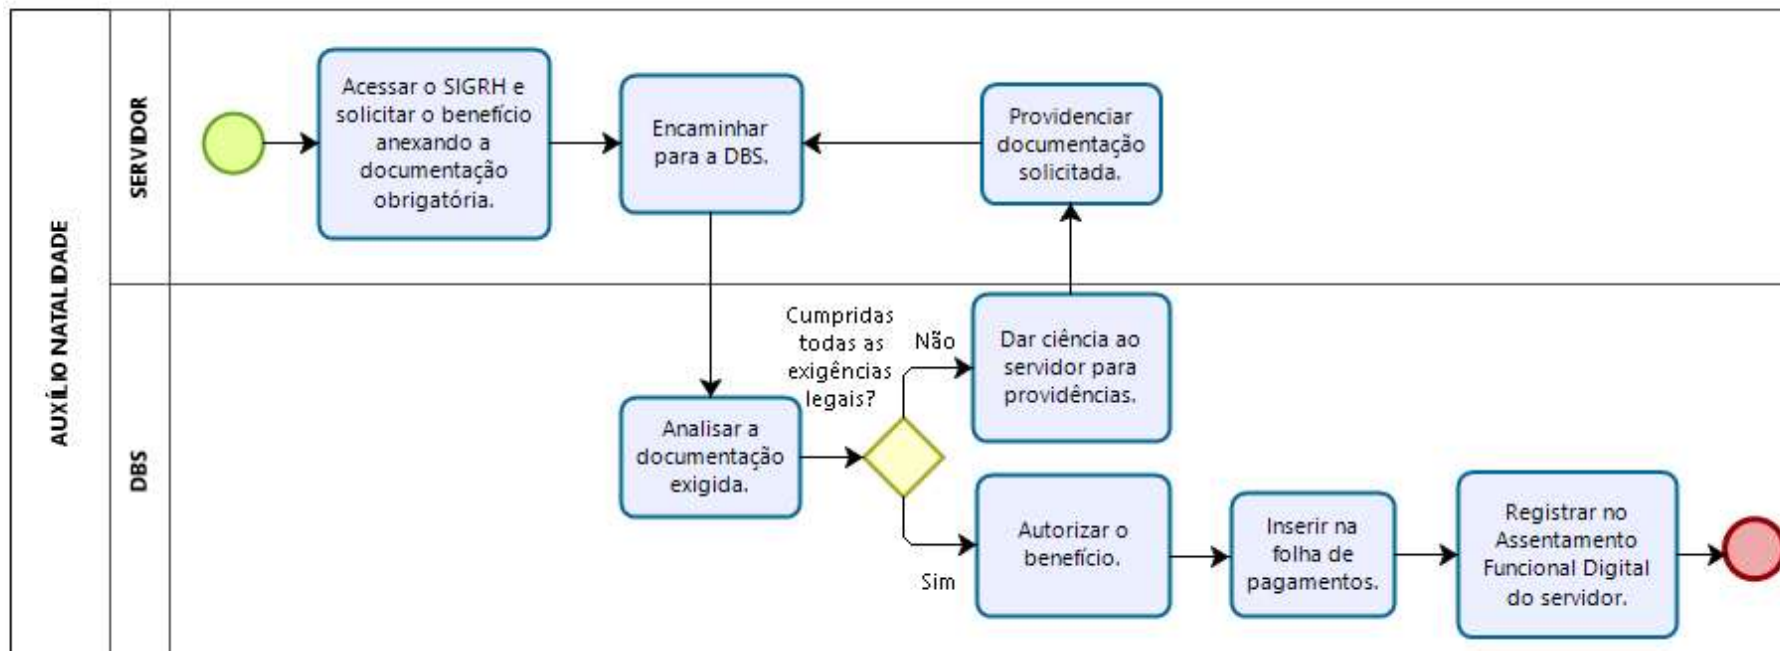 AUXÍLIO NATALIDADE
SERVIDOR
Acessar o SIGRH e
solicitar o benefício
anexando a
documentação
obrigatória.
Encaminhar
para a DBS.
Providenciar
documentação
solicitada.
DBS
Analisar a
documentação
exigida.
Cumpridas
todas as
exigências
legais?
Não
Dar ciência ao
servidor para
providências.
Sim
Autorizar o
benefício.
Inserir na
folha de
pagamentos.
Registrar no
Assentamento
Funcional Digital
do servidor.